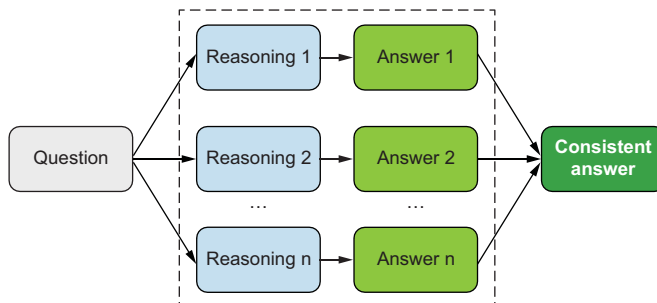 Reasoning 1
Answer 1
Question
Reasoning 2
Answer 2
Consistent
answer
...
...
Reasoning n
Answer n